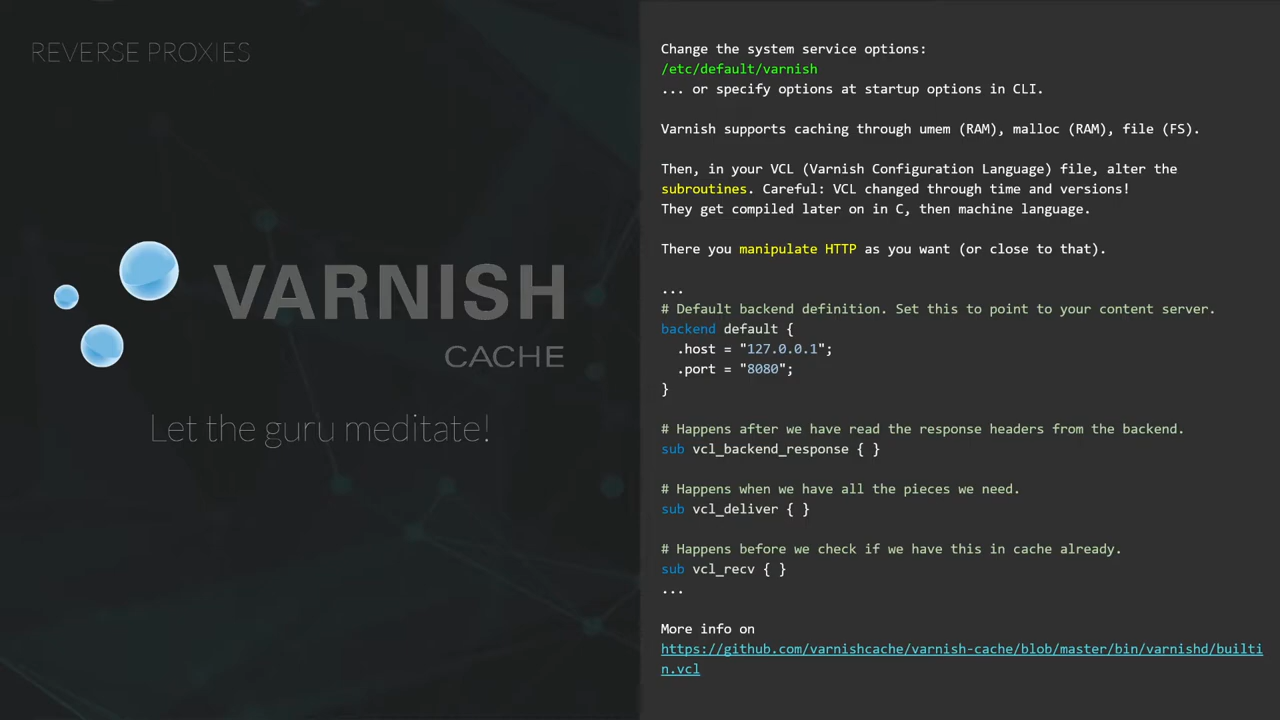 REVERSE PROXIES
VARNISH
CACHE
Let the guru meditate!
Change the system service options:
/etc/default/varnish
... or specify options at startup options in CLI.
Varnish supports caching through umem (RAM), malloc (RAM), file (FS).
Then, in your VCL (Varnish Configuration Language) file, alter the
subroutines. Careful: VCL changed through time and versions!
They get compiled later on in C, then machine language.
There you manipulate HTTP as you want (or close to that).
...
# Default backend definition. Set this to point to your content server.
backend default {
  .host = "127.0.0.1";
  .port = "8080";
}
# Happens after we have read the response headers from the backend.
sub vcl_backend_response { }
# Happens when we have all the pieces we need.
sub vcl_deliver { }
# Happens before we check if we have this in cache already.
sub vcl_recv { }
...
More info on
https://github.com/varnishcache/varnish-cache/blob/master/bin/varnishd/builti
n.vcl